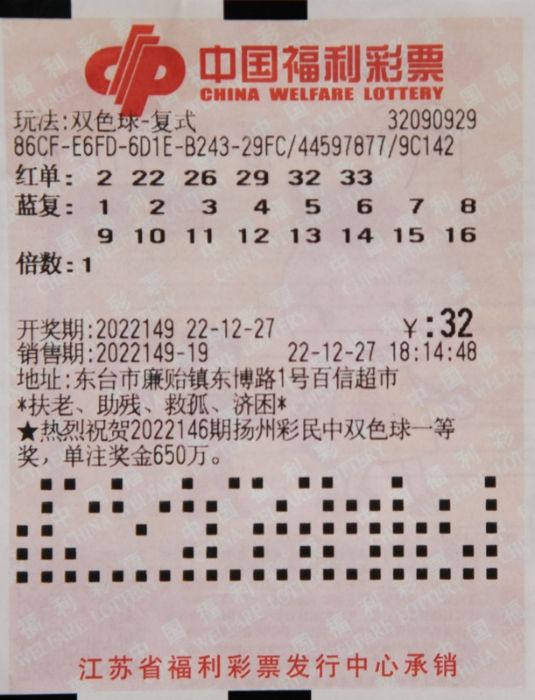 中国福利彩票
CHINA WELFARE LOTTERY
玩法:双色球-复式 32090929
86CF-E6FD-6D1E-B243-29FC/44597877/9C142
红单: 2 22 26 29 32 33
蓝复: 1 2 3 4 5 6 7 8
9 10 11 12 13 14 15 16
倍数:1
开奖期:2022149 22-12-27 ¥:32
销售期:2022149-19 22-12-27 18:14:48
地址:东台市廉贻镇东博路1号百信超市
*扶老、助残、救孤、济困*
★热烈祝贺2022146期扬州彩民中双色球一等
奖，单注奖金650万。
江苏省福利彩票发行中心承销